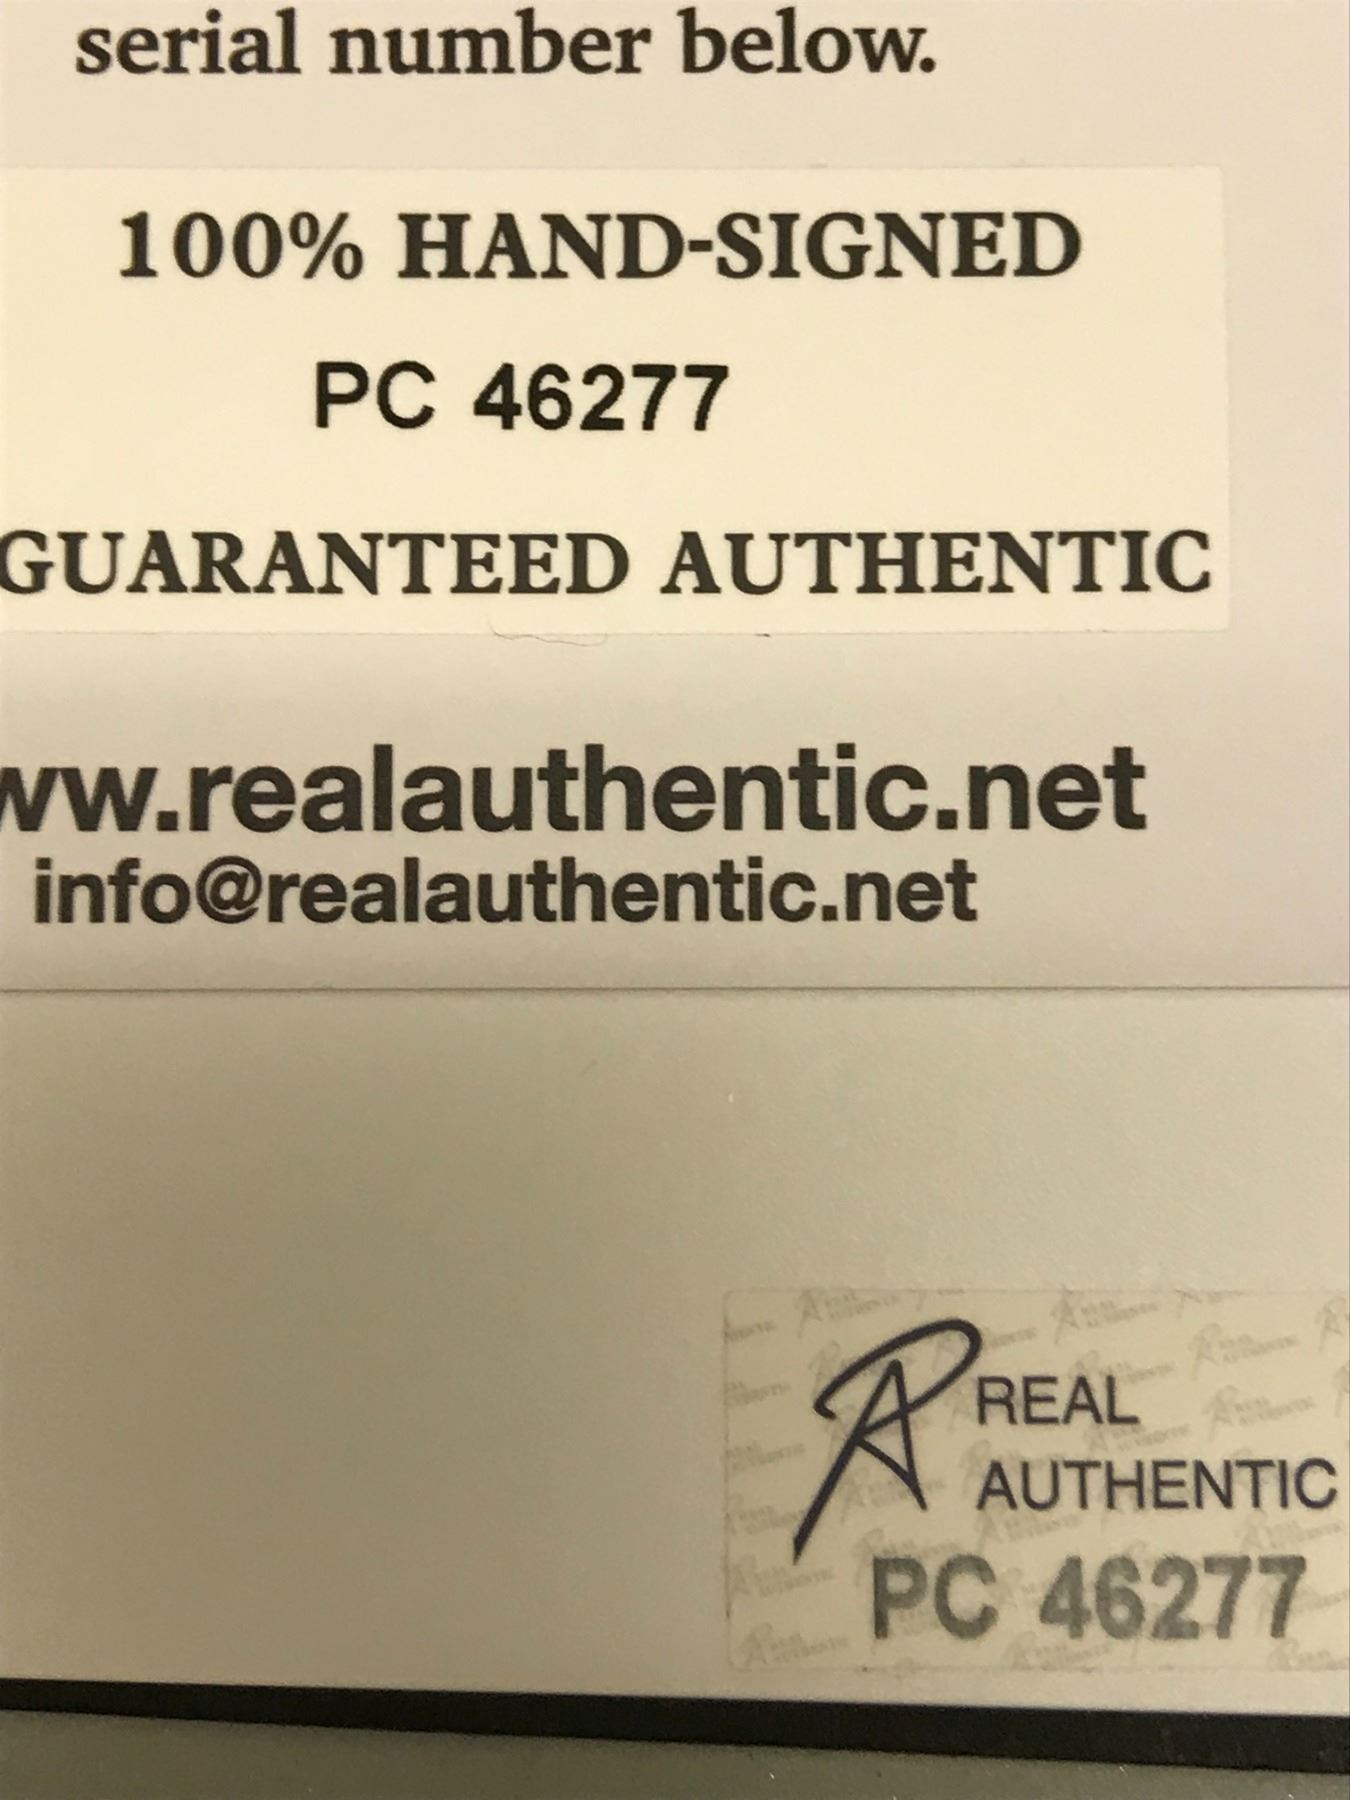 serial number below.
100% HAND-SIGNED
PC 46277
GUARANTEED AUTHENTIC
ww.realauthentic.net
info@realauthentic.net
REAL
AUTHENTIC
PC 46277